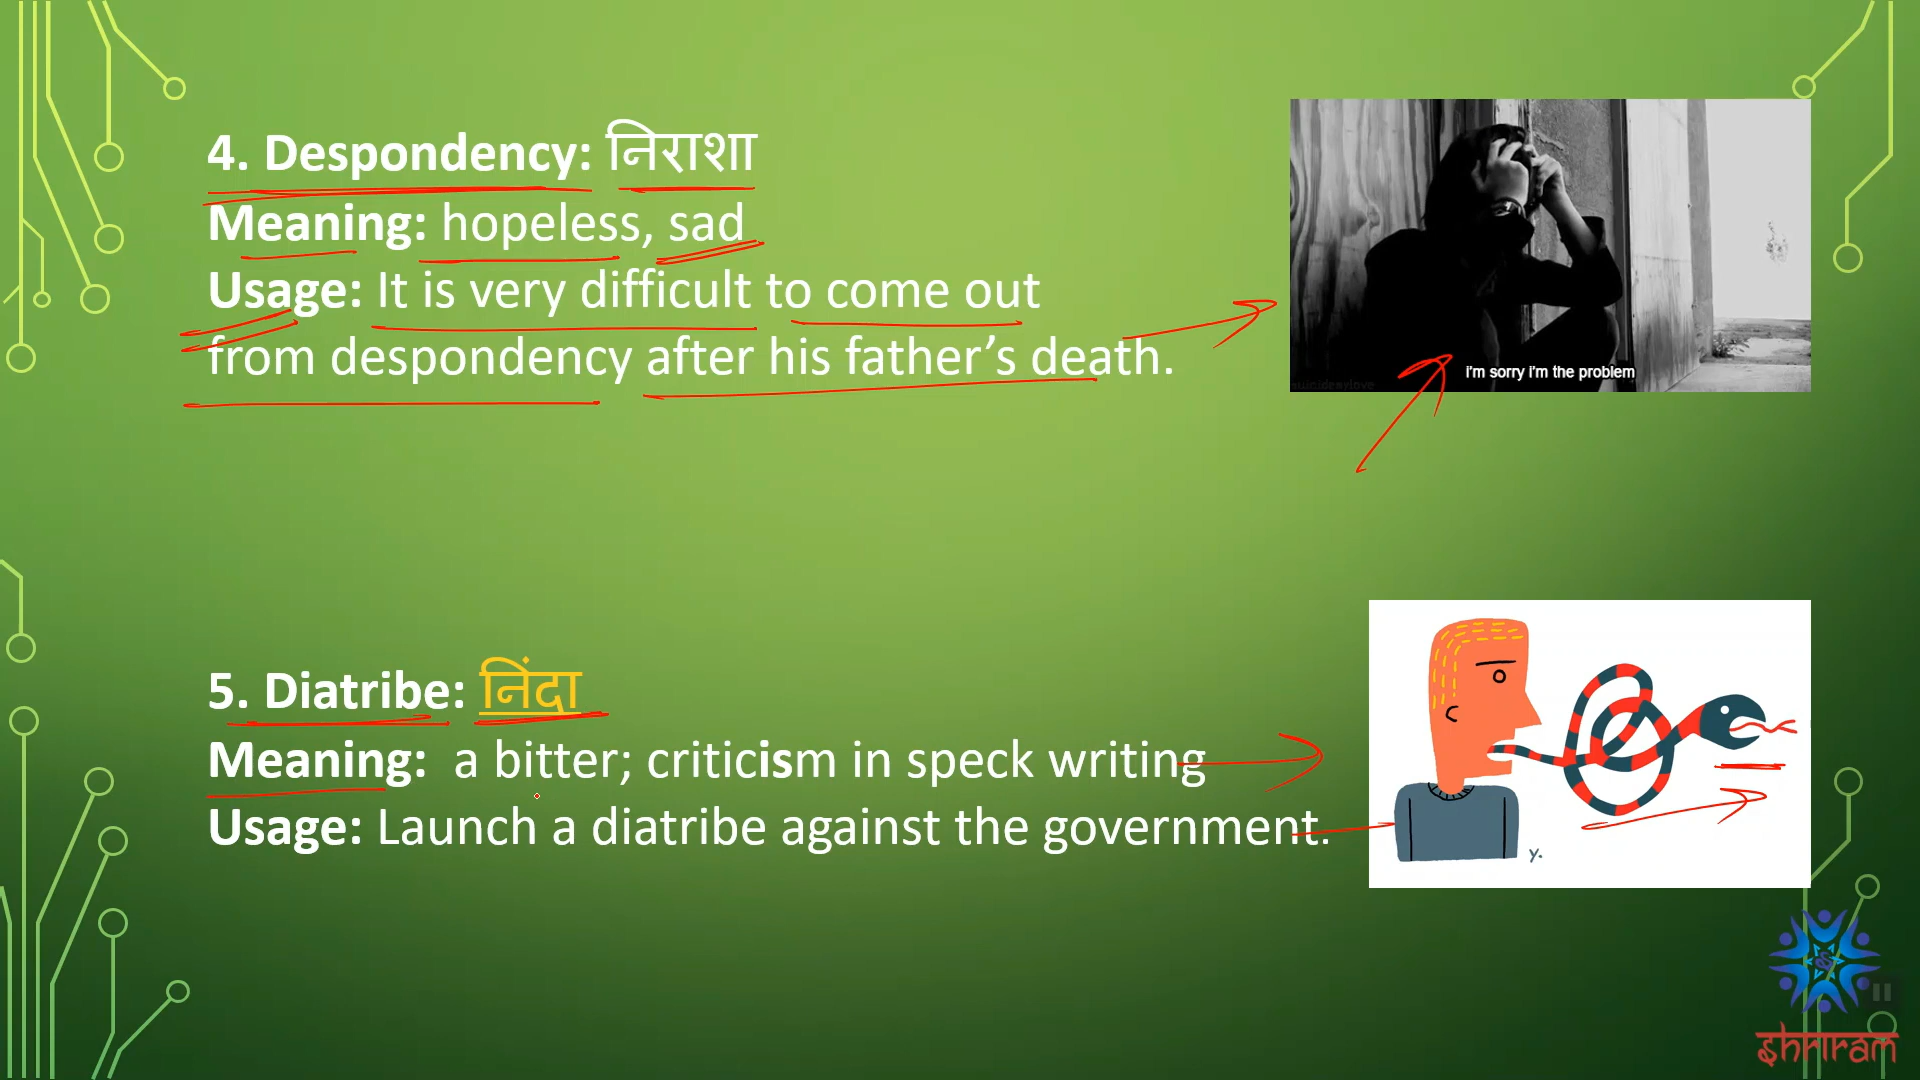 4. Despondency: निराशा
Meaning: hopeless, sad
Usage: It is very difficult to come out
from despondency after his father’s death.
i'm sorry i'm the problem
5. Diatribe: निंदा
Meaning: a bitter; criticism in speck writing
Usage: Launch a diatribe against the government.
y.
shriram